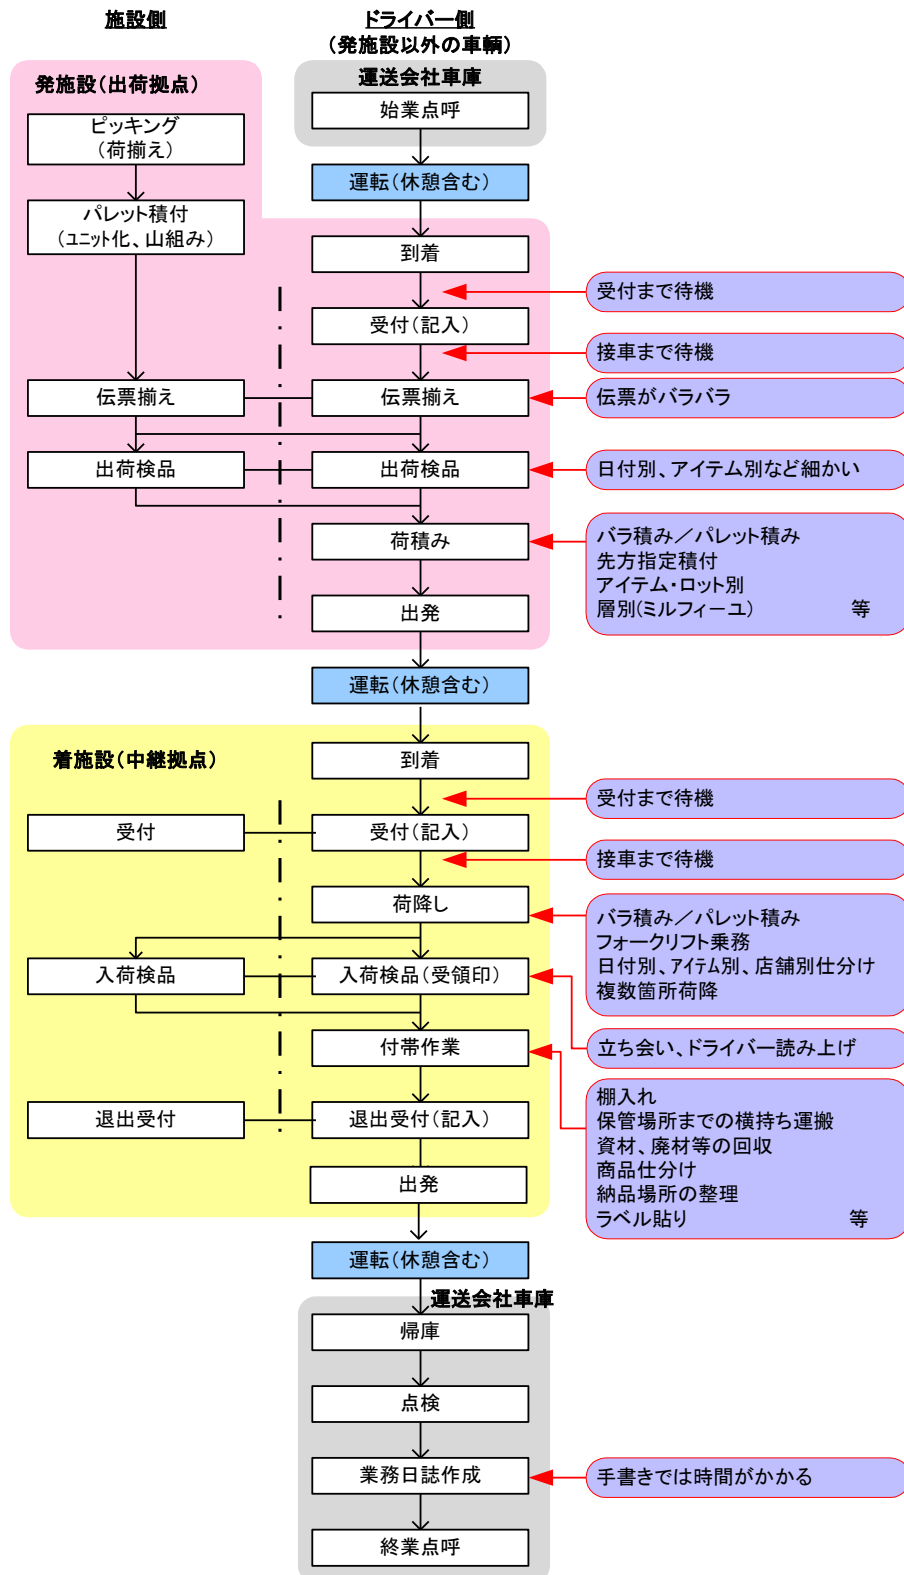 施設側
ドライバー側
（発施設以外の車輌）
発施設（出荷拠点）
運送会社車庫
始業点呼
ピッキング
（荷揃え）
運転（休憩含む）
パレット積付
（ユニット化、山組み）
到着
受付まで待機
受付（記入）
接車まで待機
伝票揃え
伝票揃え
伝票がバラバラ
出荷検品
出荷検品
日付別、アイテム別など細かい
荷積み
バラ積み／パレット積み
先方指定積付
アイテム・ロット別
層別（ミルフィーユ） 等
出発
運転（休憩含む）
着施設（中継拠点）
到着
受付まで待機
受付
受付（記入）
接車まで待機
荷降し
バラ積み／パレット積み
フォークリフト乗務
日付別、アイテム別、店舗別仕分け
複数箇所荷降
入荷検品
入荷検品（受領印）
立ち会い、ドライバー読み上げ
付帯作業
棚入れ
保管場所までの横持ち運搬
資材、廃材等の回収
商品仕分け
納品場所の整理
ラベル貼り 等
退出受付
退出受付（記入）
出発
運転（休憩含む）
運送会社車庫
帰庫
点検
業務日誌作成
手書きでは時間がかかる
終業点呼